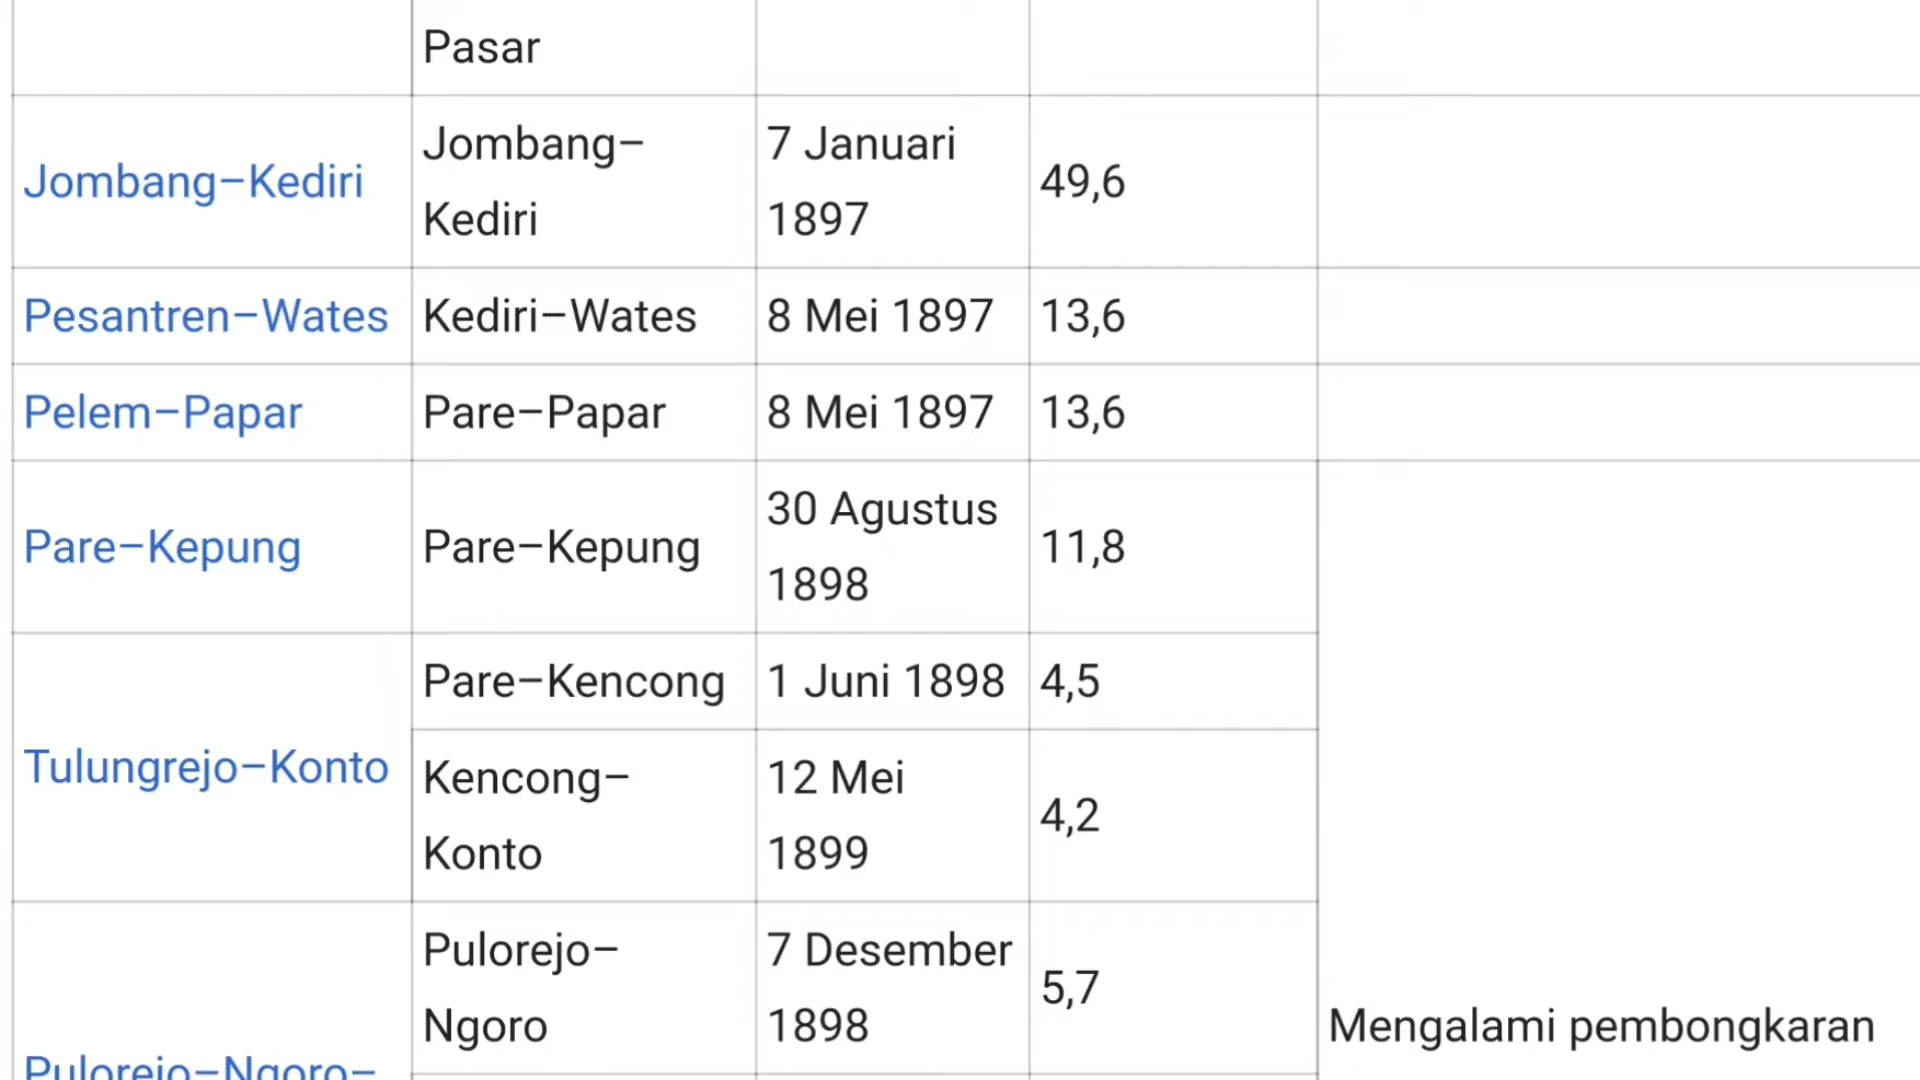 Pasar
Jombang–Kediri
Jombang–
Kediri
7 Januari
1897
49,6
Pesantren–Wates
Kediri–Wates
8 Mei 1897
13,6
Pelem–Papar
Pare–Papar
8 Mei 1897
13,6
Pare–Kepung
Pare–Kepung
30 Agustus
1898
11,8
Tulungrejo–Konto
Pare–Kencong
1 Juni 1898
4,5
Kencong–
Konto
12 Mei
1899
4,2
Pulorejo–Ngoro–
Pulorejo–
Ngoro
7 Desember
1898
5,7
Mengalami pembongkaran